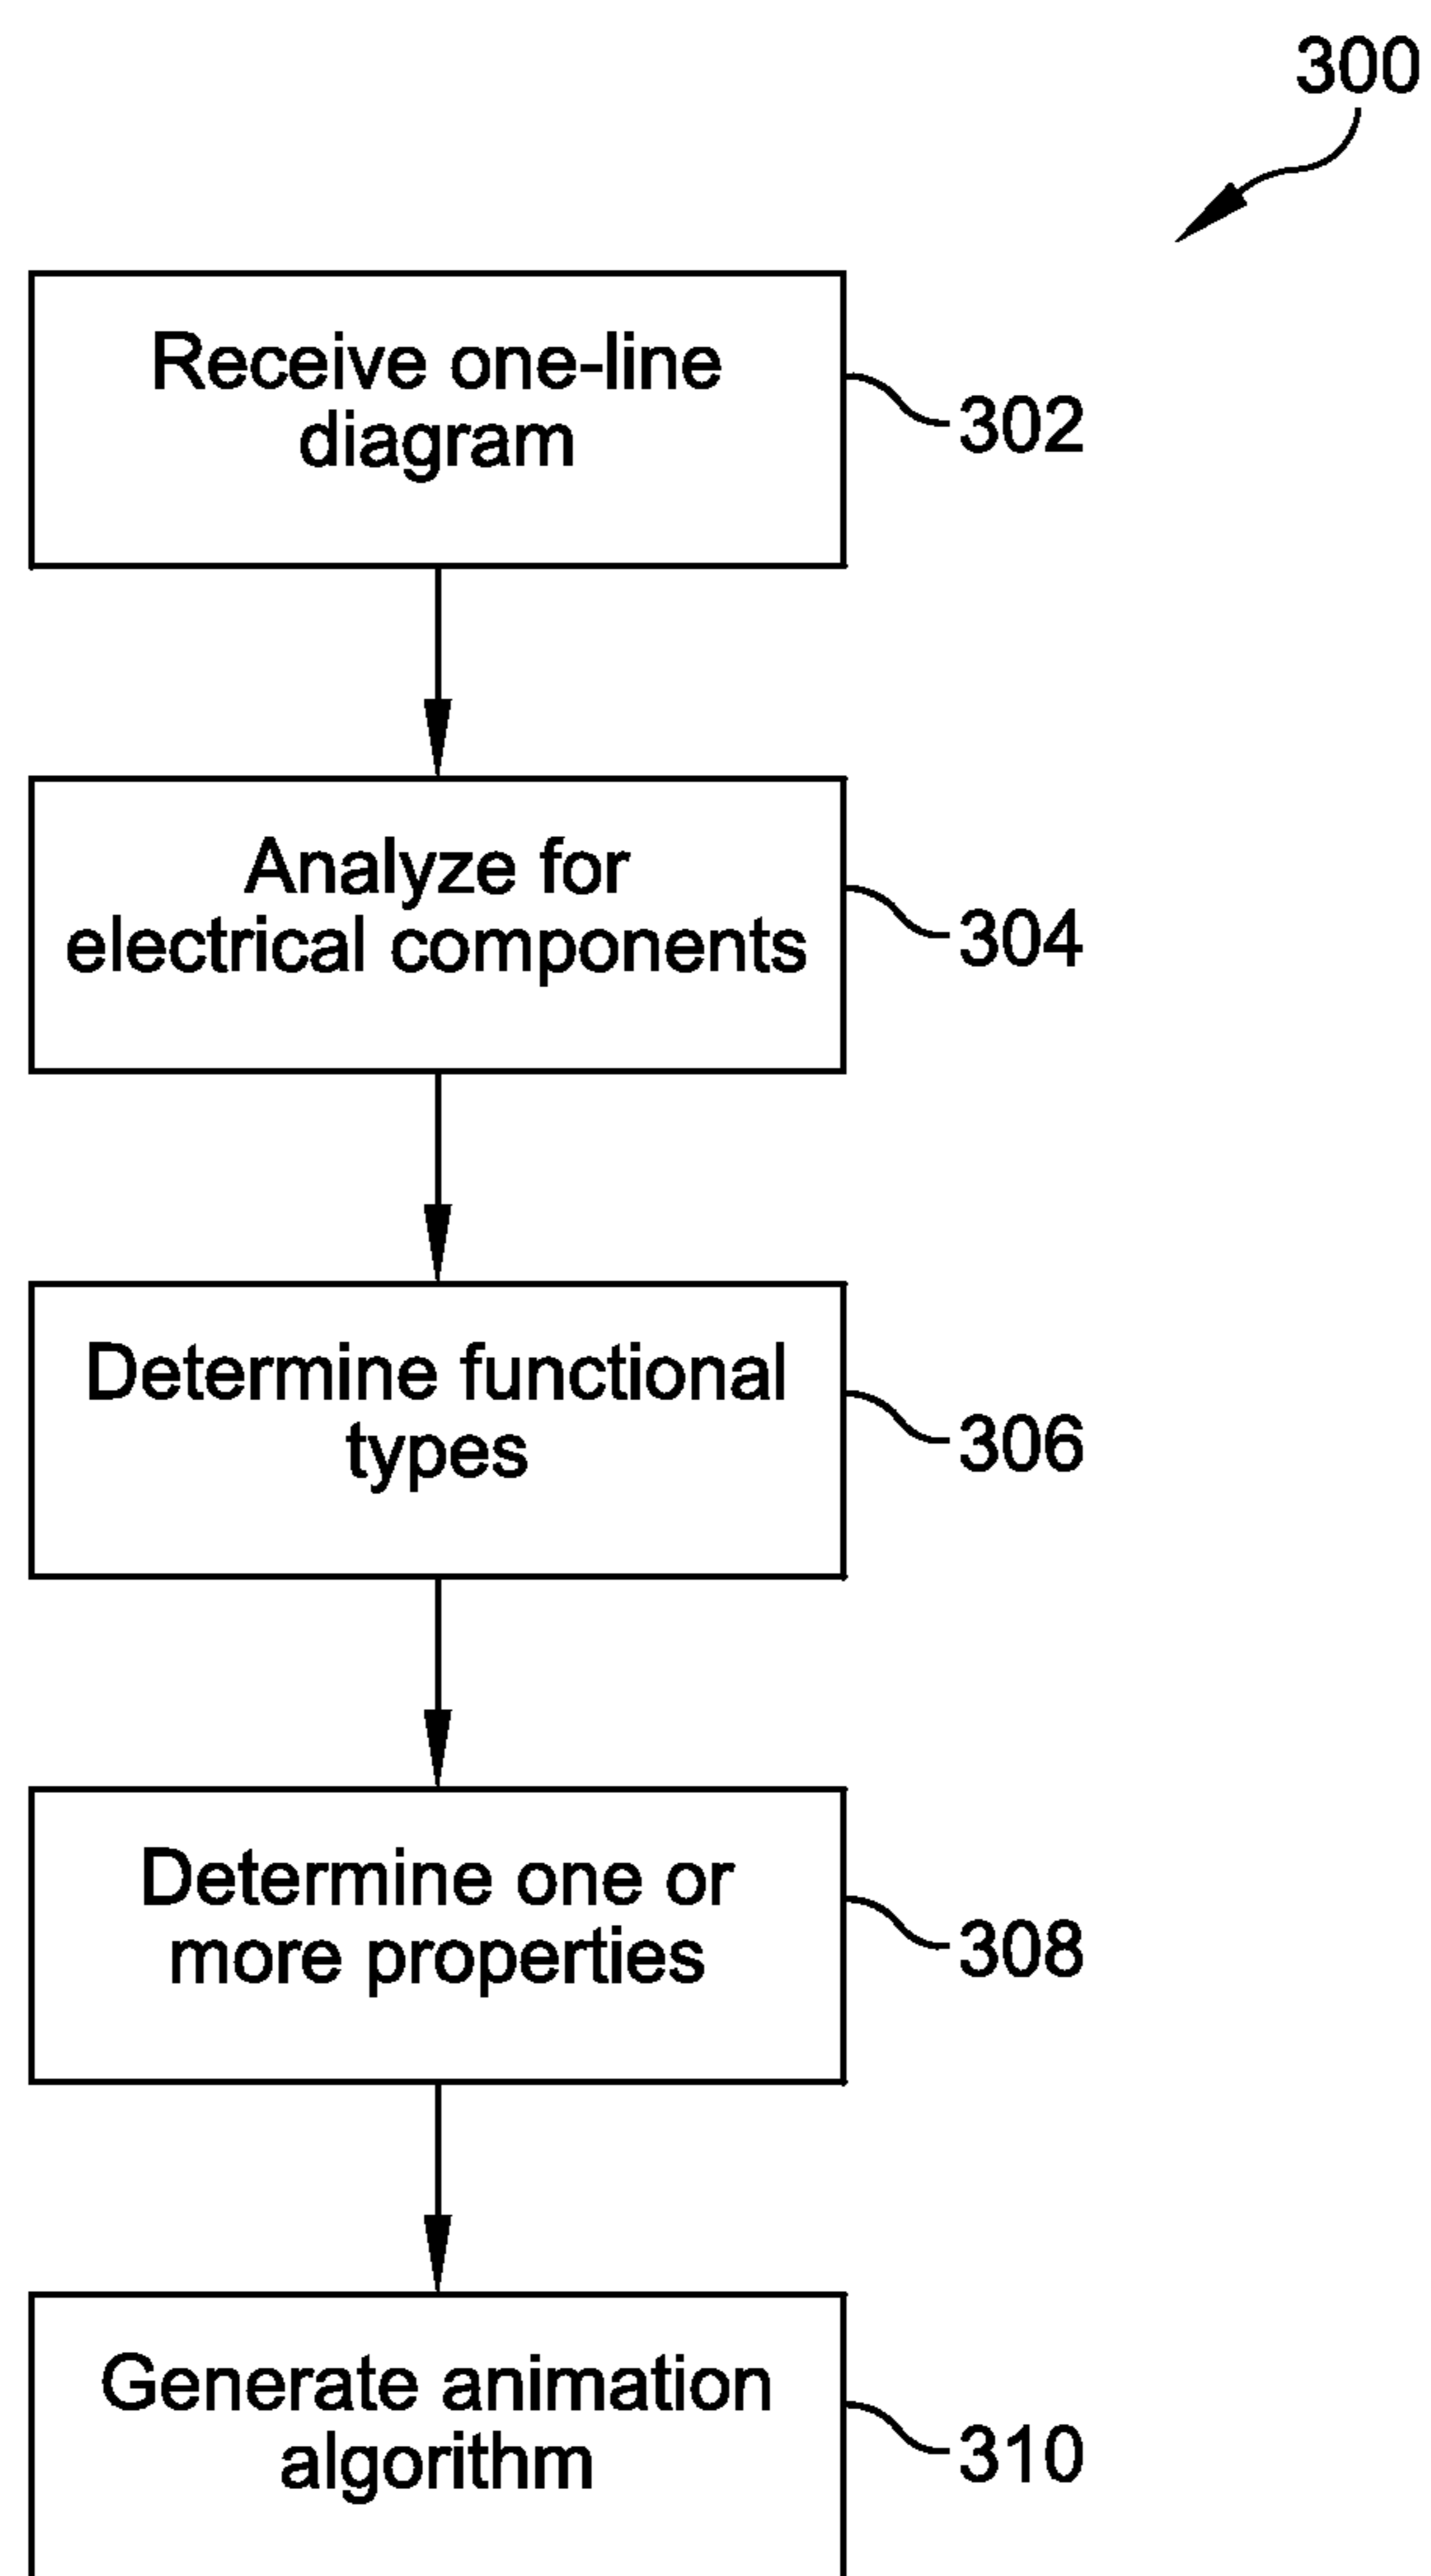 300
Receive one-line
diagram
302
Analyze for
electrical components
304
Determine functional
types
306
Determine one or
more properties
308
Generate animation
algorithm
310